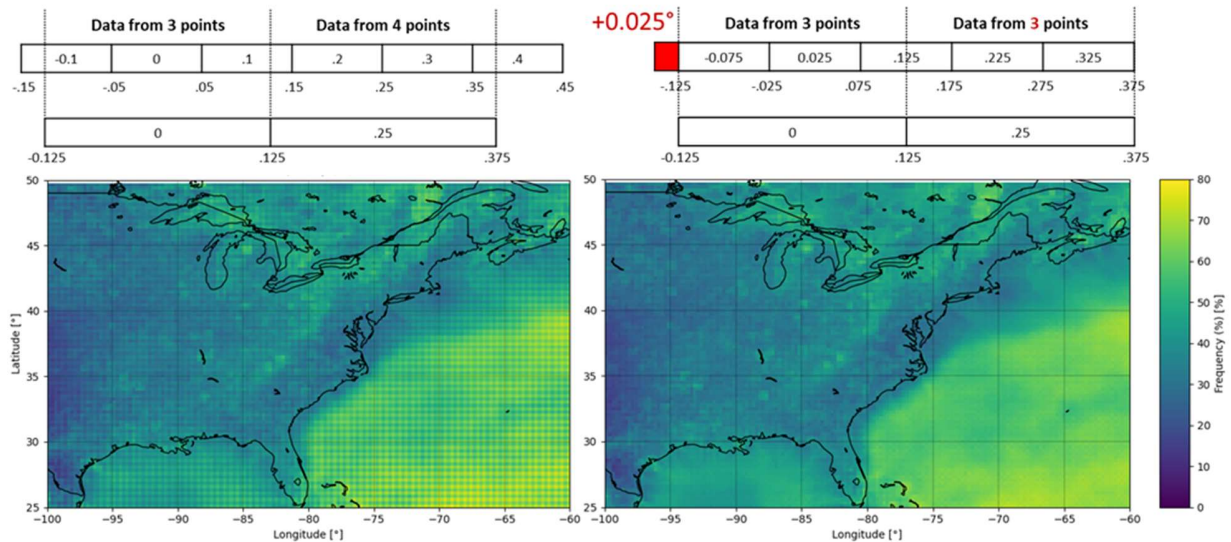 Data from 3 points Data from 4 points
-0.1 0 .1 .2 .3 .4
-.15 -.05 .05 .15 .25 .35 .45
0 .25
-0.125 .125 .375
+0.025° Data from 3 points Data from 3 points
-0.075 0.025 .125 .225 .325
-.125 -.025 .075 .175 .275 .375
0 .25
-0.125 .125 .375
50
45
40
35
30
25
Latitude [°]
-100 -95 -90 -85 -80 -75 -70 -65 -60
Longitude [°]
50
45
40
35
30
25
-100 -95 -90 -85 -80 -75 -70 -65 -60
Longitude [°]
80
70
60
50
40
30
20
10
0
Frequency (%) [%]